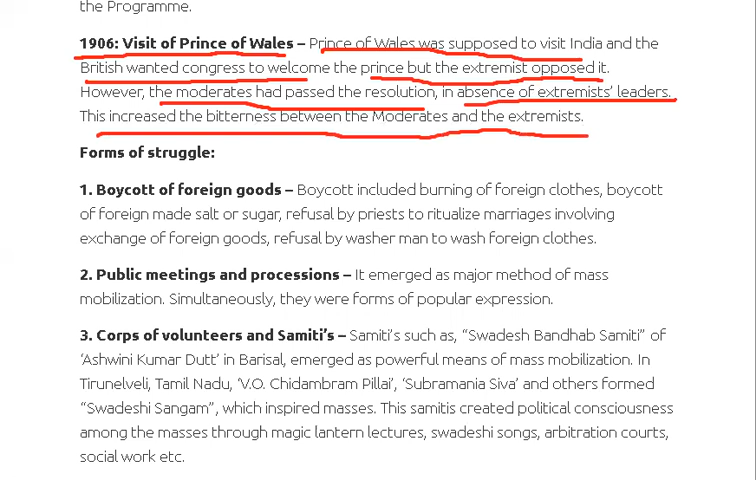 the Programme.
1906: Visit of Prince of Wales – Prince of Wales was supposed to visit India and the
British wanted congress to welcome the prince but the extremist opposed it.
However, the moderates had passed the resolution, in absence of extremists' leaders.
This increased the bitterness between the Moderates and the extremists.
Forms of struggle:
1. Boycott of foreign goods – Boycott included burning of foreign clothes, boycott
of foreign made salt or sugar, refusal by priests to ritualize marriages involving
exchange of foreign goods, refusal by washer man to wash foreign clothes.
2. Public meetings and processions – It emerged as major method of mass
mobilization. Simultaneously, they were forms of popular expression.
3. Corps of volunteers and Samiti's – Samiti's such as, "Swadesh Bandhab Samiti" of
'Ashwini Kumar Dutt' in Barisal, emerged as powerful means of mass mobilization. In
Tirunelveli, Tamil Nadu, 'V.O. Chidambram Pillai', 'Subramania Siva' and others formed
"Swadeshi Sangam", which inspired masses. This samitis created political consciousness
among the masses through magic lantern lectures, swadeshi songs, arbitration courts,
social work etc.